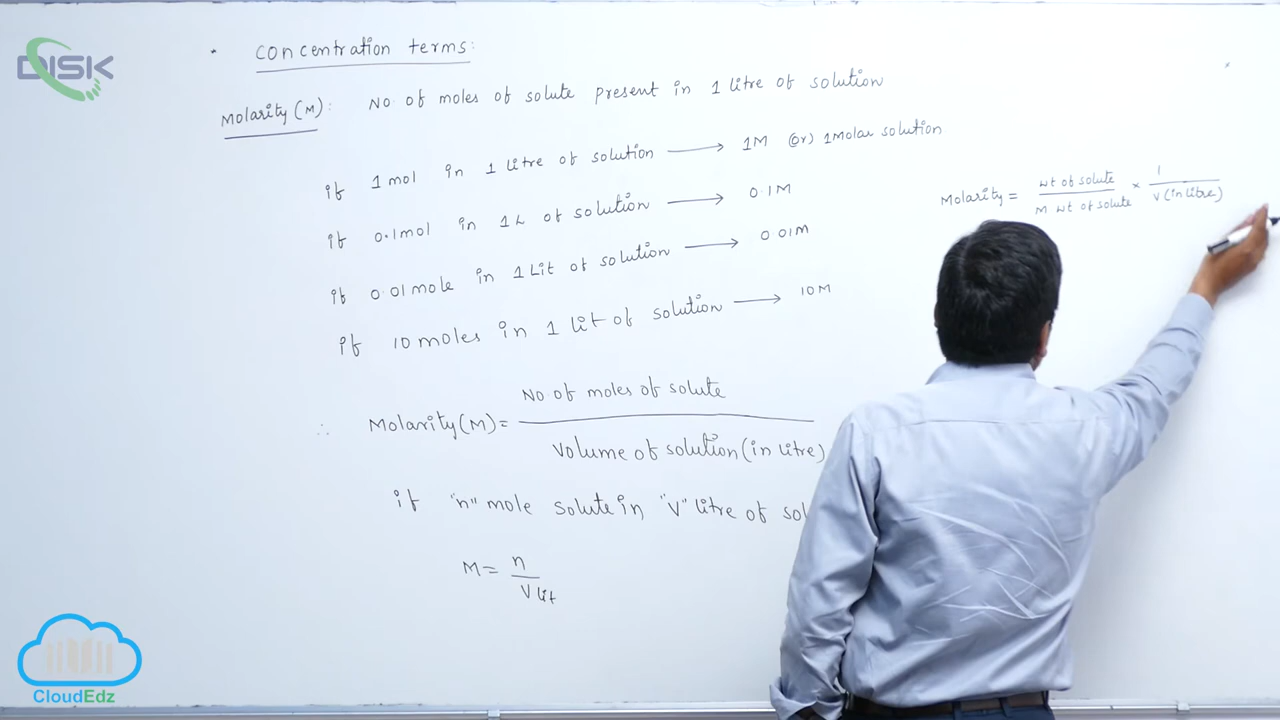 DISK
• Concentration terms:
Molarity (M): No. of moles of solute present in 1 litre of solution
if 1 mol in 1 litre of solution ⟶ 1M (or) 1 Molar solution
if 0.1mol in 1L of solution ⟶ 0.1M
if 0.01 mole in 1 Lit of solution ⟶ 0.01M
if 10 moles in 1 lit of solution ⟶ 10M
∴ Molarity(M) = No. of moles of solute / Volume of solution (in litre)
if "n" mole solute in "V" litre of sol
M = n / V lit
Molarity = wt of solute / M wt of solute × 1 / V (in litre)
CloudEdz